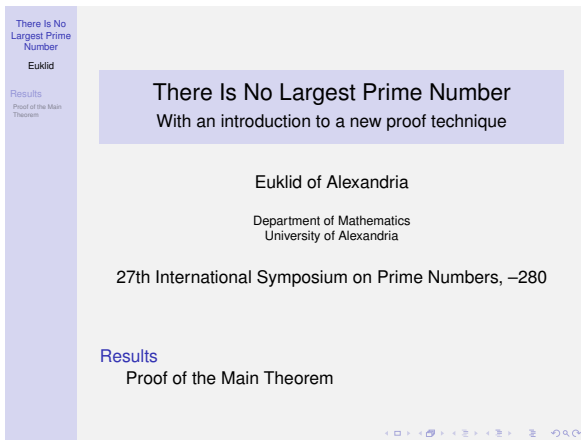 There Is No
Largest Prime
Number
Euklid
Results
Proof of the Main
Theorem
There Is No Largest Prime Number
With an introduction to a new proof technique
Euklid of Alexandria
Department of Mathematics
University of Alexandria
27th International Symposium on Prime Numbers, –280
Results
Proof of the Main Theorem